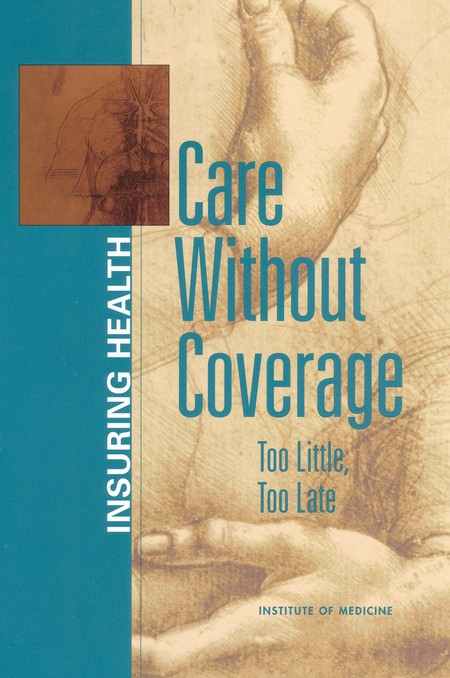 INSURING HEALTH
Care
Without
Coverage
Too Little,
Too Late
INSTITUTE OF MEDICINE